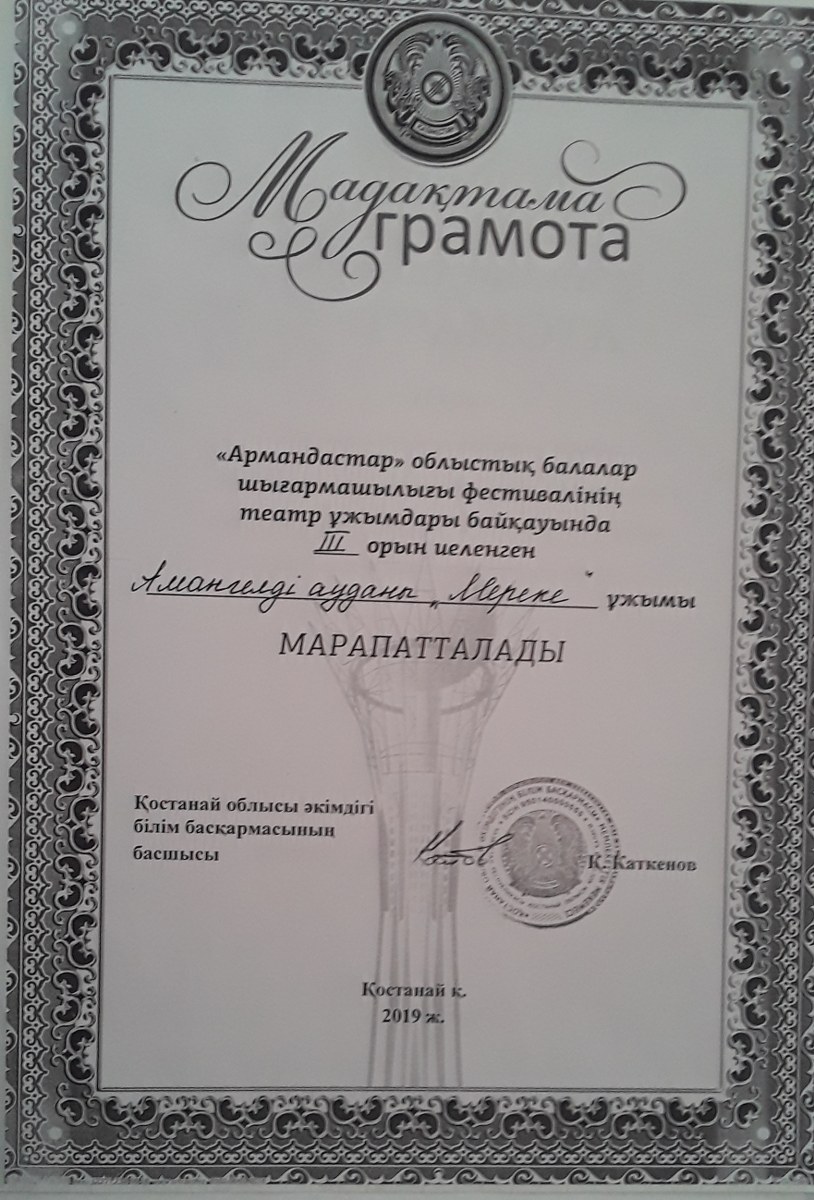 Мадақтама
грамота
«Армандастар» облыстық балалар
шығармашылығы фестивалінің
театр ұжымдары байқауында
III орын иеленген
Амангелді ауданы „Мереке“ ұжымы
МАРАПАТТАЛАДЫ
Қостанай облысы әкімдігі
білім басқармасының
басшысы
К. Каткенов
Қостанай қ.
2019 ж.